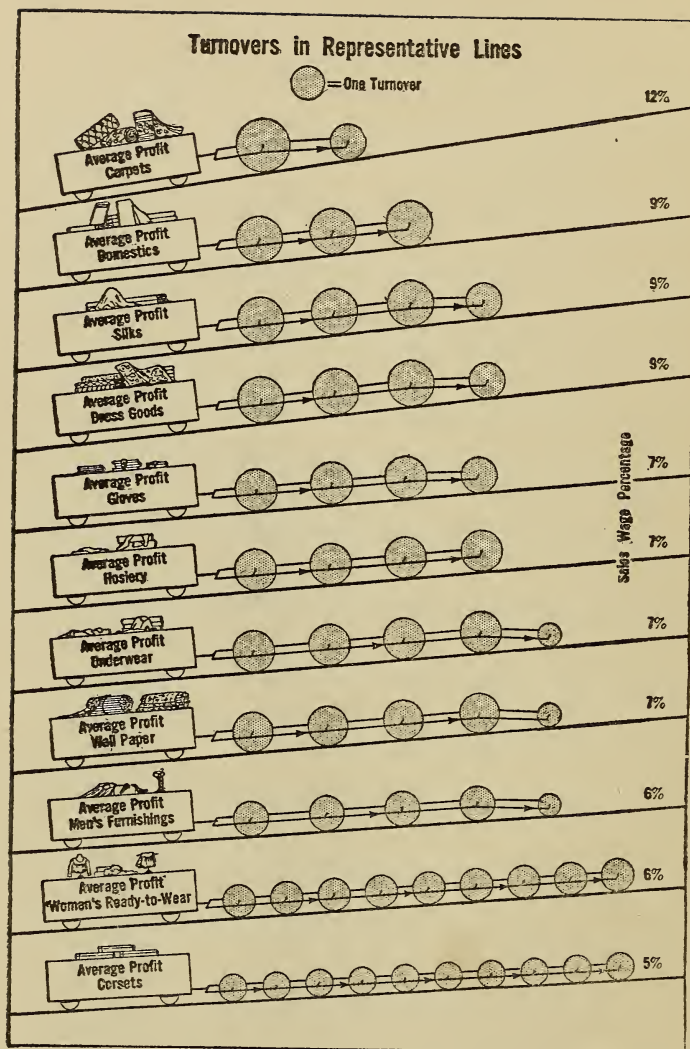 Turnovers in Representative Lines
=One Turnover
12%
Average Profit
Carpets
9%
Average Profit
Domestics
9%
Average Profit
Silks
9%
Average Profit
Dress Goods
7%
Average Profit
Gloves
Sales Wage Percentage
7%
Average Profit
Hosiery
7%
Average Profit
Underwear
7%
Average Profit
Wall Paper
6%
Average Profit
Men's Furnishings
6%
Average Profit
Women's Ready-to-Wear
5%
Average Profit
Corsets